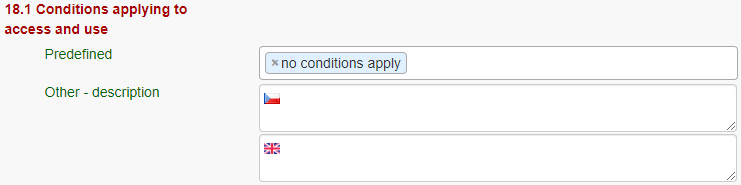 18.1 Conditions applying to
access and use
Predefined
×no conditions apply
Other - description